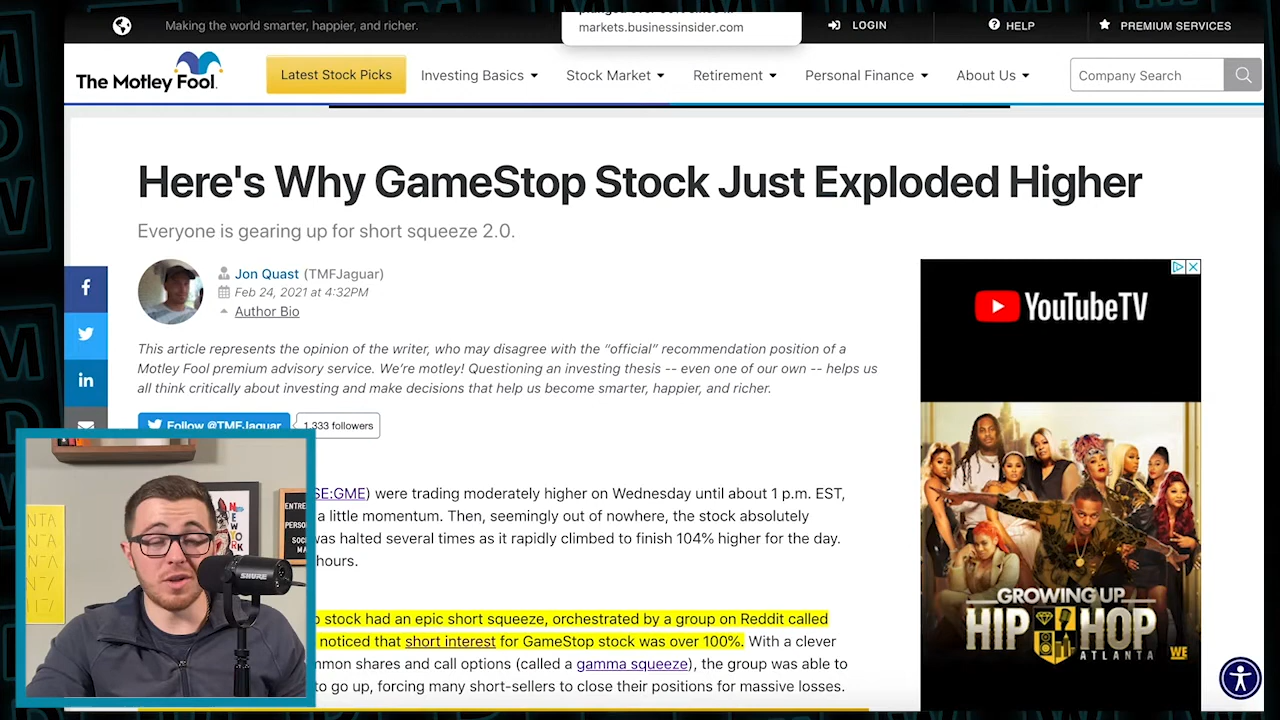 Making the world smarter, happier, and richer.
markets.businessinsider.com
LOGIN
HELP
PREMIUM SERVICES
The Motley Fool.
Latest Stock Picks
Investing Basics
Stock Market
Retirement
Personal Finance
About Us
Company Search
Here's Why GameStop Stock Just Exploded Higher
Everyone is gearing up for short squeeze 2.0.
Jon Quast (TMFJaguar)
Feb 24, 2021 at 4:32PM
Author Bio
This article represents the opinion of the writer, who may disagree with the “official” recommendation position of a
Motley Fool premium advisory service. We’re motley! Questioning an investing thesis -- even one of our own -- helps us
all think critically about investing and make decisions that help us become smarter, happier, and richer.
Follow @TMFJaguar
1,333 followers
SE:GME) were trading moderately higher on Wednesday until about 1 p.m. EST,
a little momentum. Then, seemingly out of nowhere, the stock absolutely
was halted several times as it rapidly climbed to finish 104% higher for the day.
hours.
stock had an epic short squeeze, orchestrated by a group on Reddit called
noticed that short interest for GameStop stock was over 100%. With a clever
mmon shares and call options (called a gamma squeeze), the group was able to
to go up, forcing many short-sellers to close their positions for massive losses.
YouTubeTV
GROWING UP
HIP HOP
ATLANTA
WE
NEW
YORK
SHURE